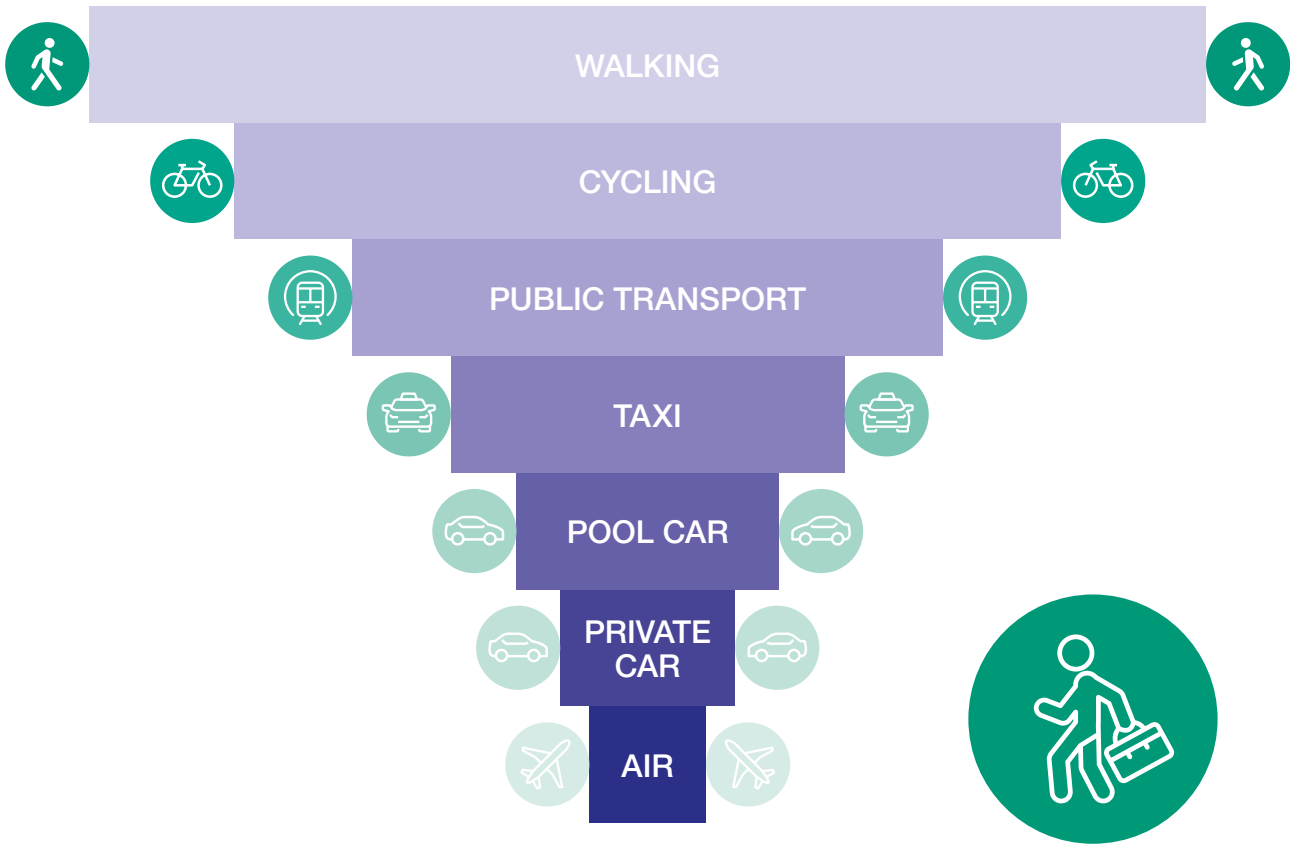 WALKING
CYCLING
PUBLIC TRANSPORT
TAXI
POOL CAR
PRIVATE
CAR
AIR